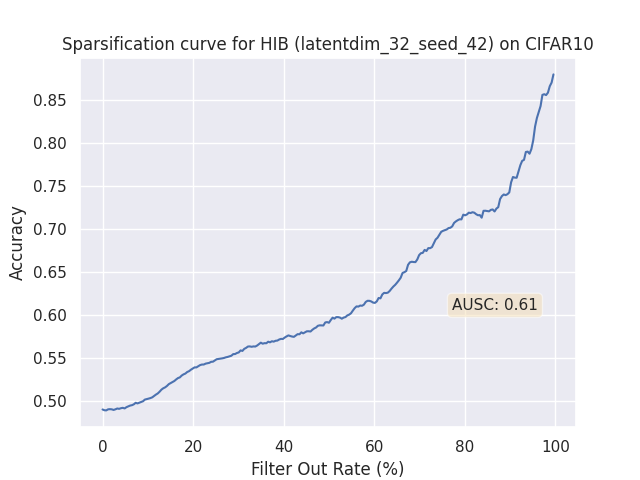 Sparsification curve for HIB (latentdim_32_seed_42) on CIFAR10
0.85
0.80
0.75
0.70
0.65
0.60
0.55
0.50
Accuracy
AUSC: 0.61
0 20 40 60 80 100
Filter Out Rate (%)